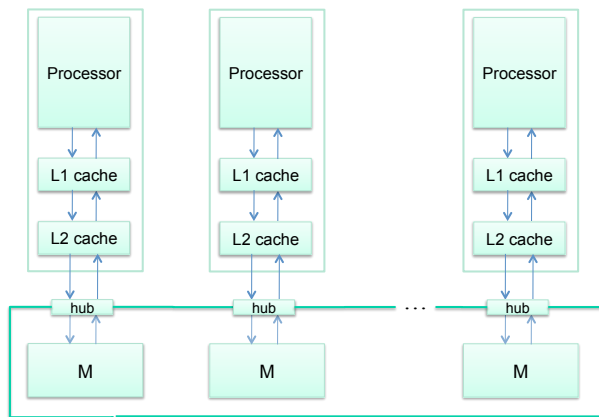 Processor
Processor
Processor
L1 cache
L1 cache
L1 cache
L2 cache
L2 cache
L2 cache
hub
hub
...
hub
M
M
M